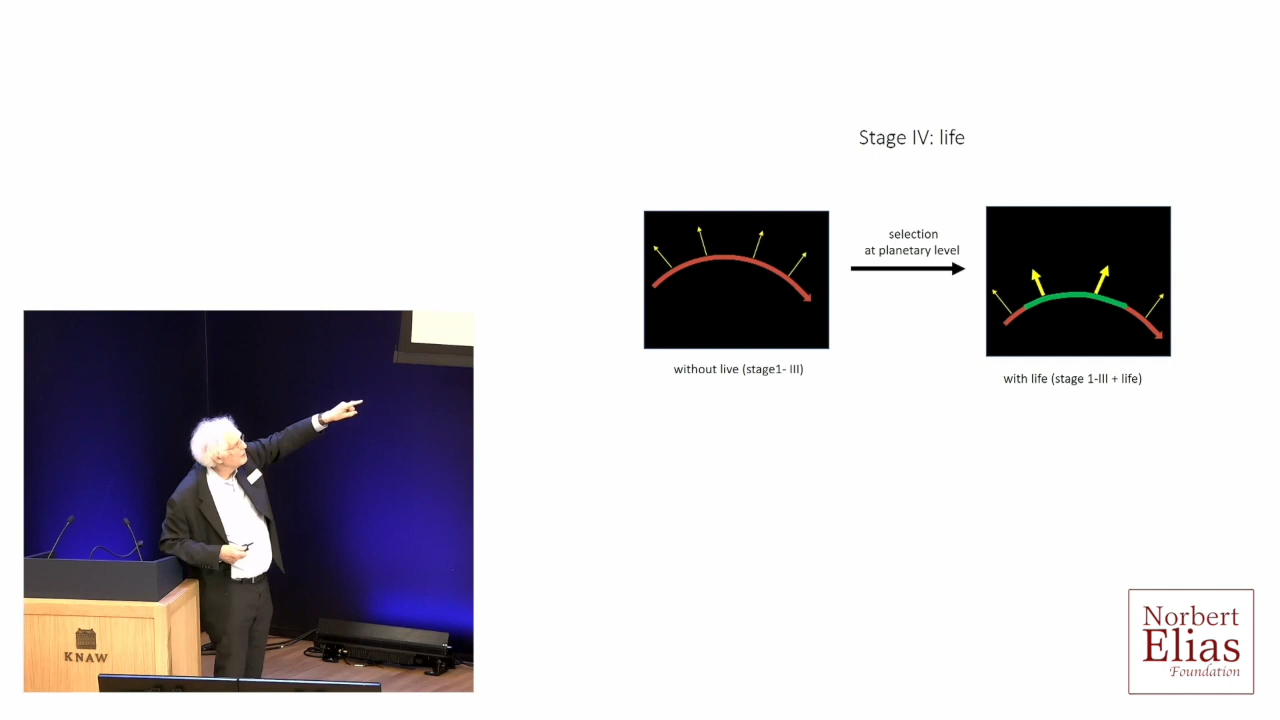 Stage IV: life
selection
at planetary level
without live (stage1- III)
with life (stage 1-III + life)
KNAW
Norbert
Elias
Foundation